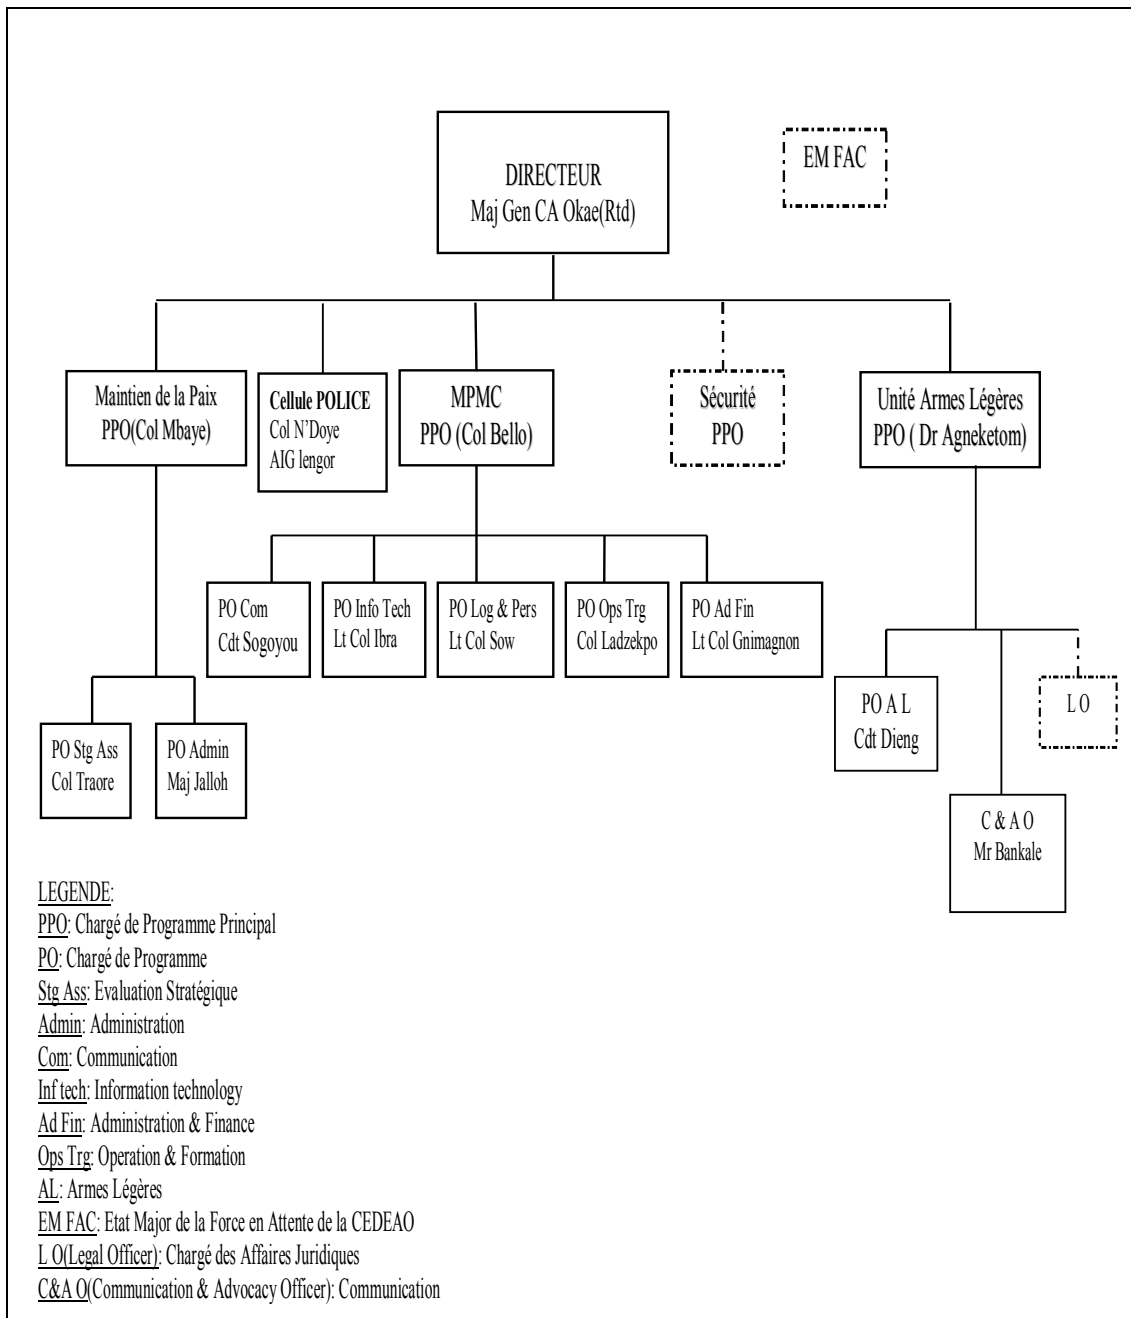 DIRECTEUR
Maj Gen CA Okae(Rtd)
EM FAC
Maintien de la Paix
PPO(Col Mbaye)
Cellule POLICE
Col N'Doye
AIG lengor
MPMC
PPO (Col Bello)
Sécurité
PPO
Unité Armes Légères
PPO ( Dr Agneketom)
PO Com
Cdt Sogoyou
PO Info Tech
Lt Col Ibra
PO Log & Pers
Lt Col Sow
PO Ops Trg
Col Ladzekpo
PO Ad Fin
Lt Col Gnimagnon
PO Stg Ass
Col Traore
PO Admin
Maj Jalloh
PO A L
Cdt Dieng
L O
C & A O
Mr Bankale
LEGENDE:
PPO: Chargé de Programme Principal
PO: Chargé de Programme
Stg Ass: Evaluation Stratégique
Admin: Administration
Com: Communication
Inf tech: Information technology
Ad Fin: Administration & Finance
Ops Trg: Operation & Formation
AL: Armes Légères
EM FAC: Etat Major de la Force en Attente de la CEDEAO
L O(Legal Officer): Chargé des Affaires Juridiques
C&A O(Communication & Advocacy Officer): Communication